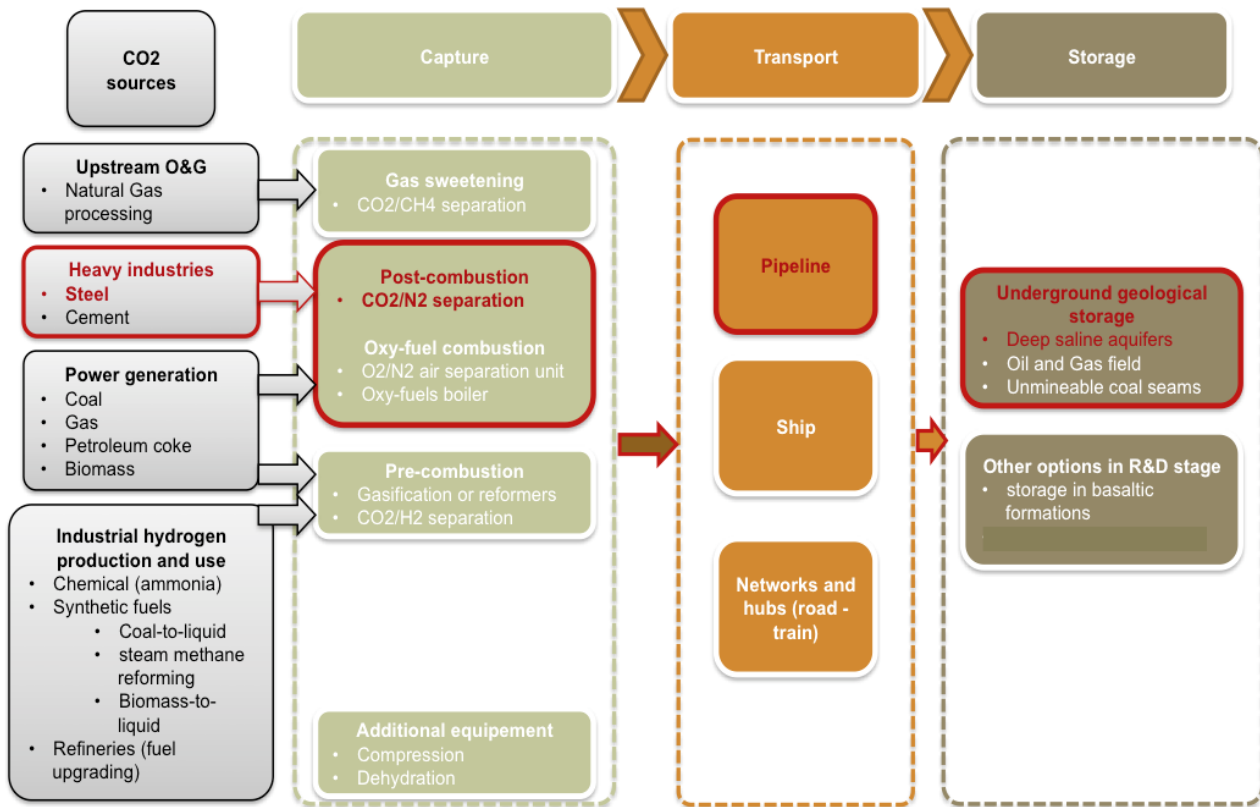 CO2
sources
Capture
Transport
Storage
Upstream O&G
• Natural Gas
processing
Heavy industries
• Steel
• Cement
Power generation
• Coal
• Gas
• Petroleum coke
• Biomass
Industrial hydrogen
production and use
• Chemical (ammonia)
• Synthetic fuels
• Coal-to-liquid
• steam methane
reforming
• Biomass-to-
liquid
• Refineries (fuel
upgrading)
Gas sweetening
• CO2/CH4 separation
Post-combustion
• CO2/N2 separation
Oxy-fuel combustion
• O2/N2 air separation unit
• Oxy-fuels boiler
Pre-combustion
• Gasification or reformers
• CO2/H2 separation
Additional equipement
• Compression
• Dehydration
Pipeline
Ship
Networks and
hubs (road -
train)
Underground geological
storage
• Deep saline aquifers
• Oil and Gas field
• Unmineable coal seams
Other options in R&D stage
• storage in basaltic
formations